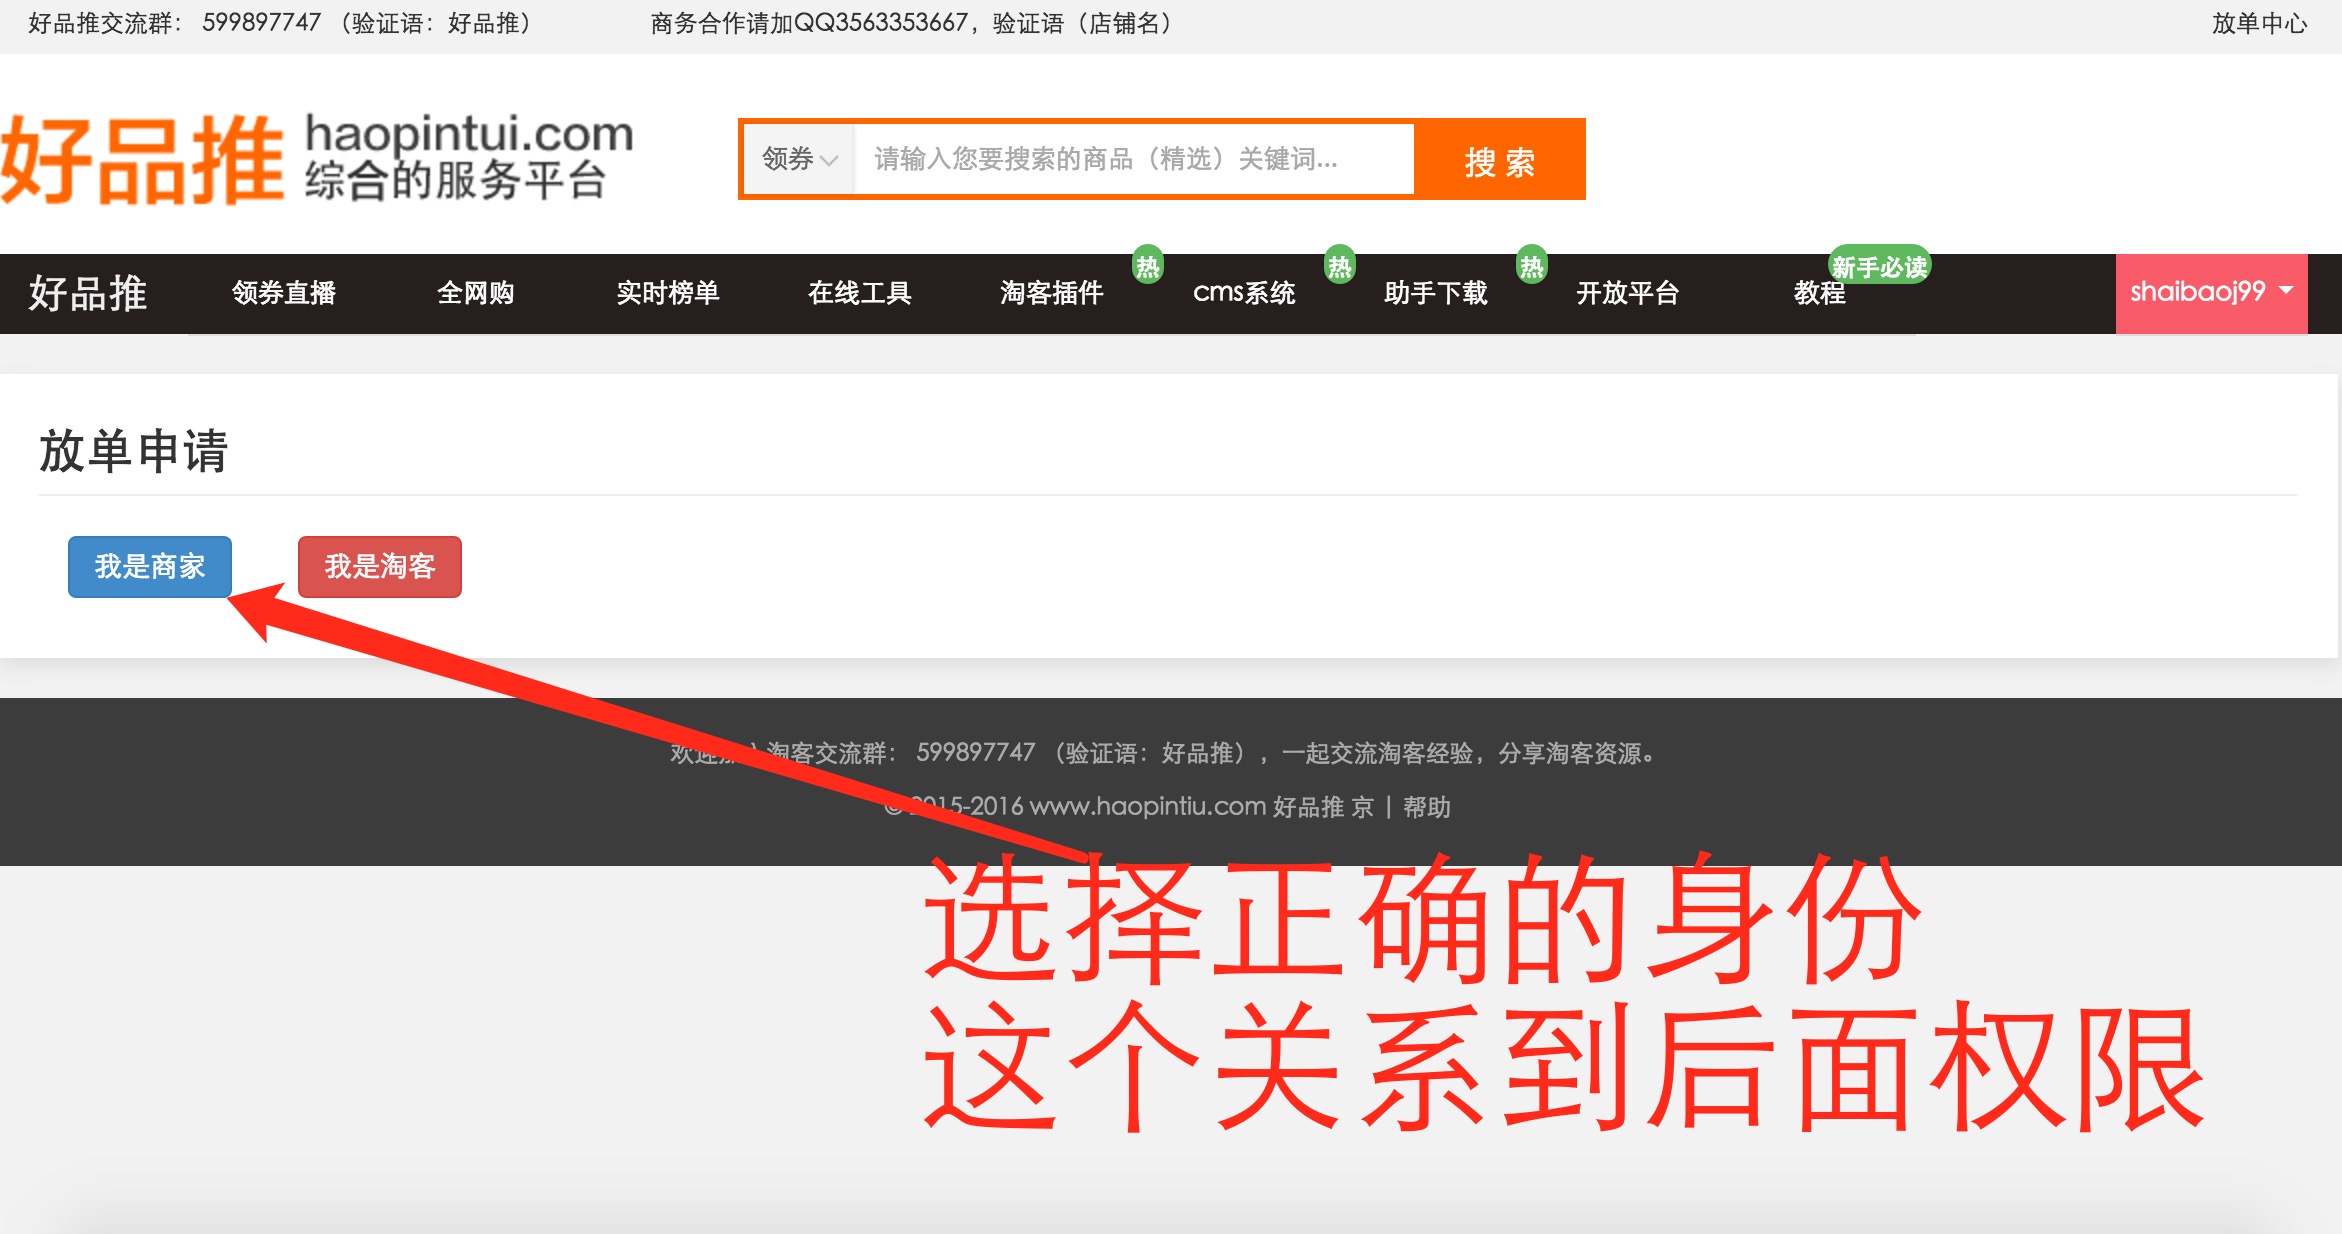 好品推交流群： 599897747 （验证语：好品推）
商务合作请加QQ3563353667，验证语（店铺名）
放单中心
好品推
haopintui.com
综合的服务平台
领券
请输入您要搜索的商品（精选）关键词...
搜 索
热
热
热
新手必读
好品推
领券直播
全网购
实时榜单
在线工具
淘客插件
cms系统
助手下载
开放平台
教程
shaibaoj99
放单申请
我是商家
我是淘客
欢迎加入淘客交流群： 599897747 （验证语：好品推），一起交流淘客经验，分享淘客资源。
© 2015-2016 www.haopintiu.com 好品推 京 | 帮助
选择正确的身份
这个关系到后面权限